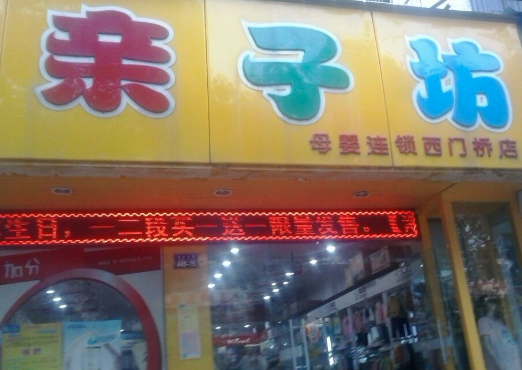 亲子坊
母婴连锁西门桥店
生日，一二段买一送一限量发售。
加分